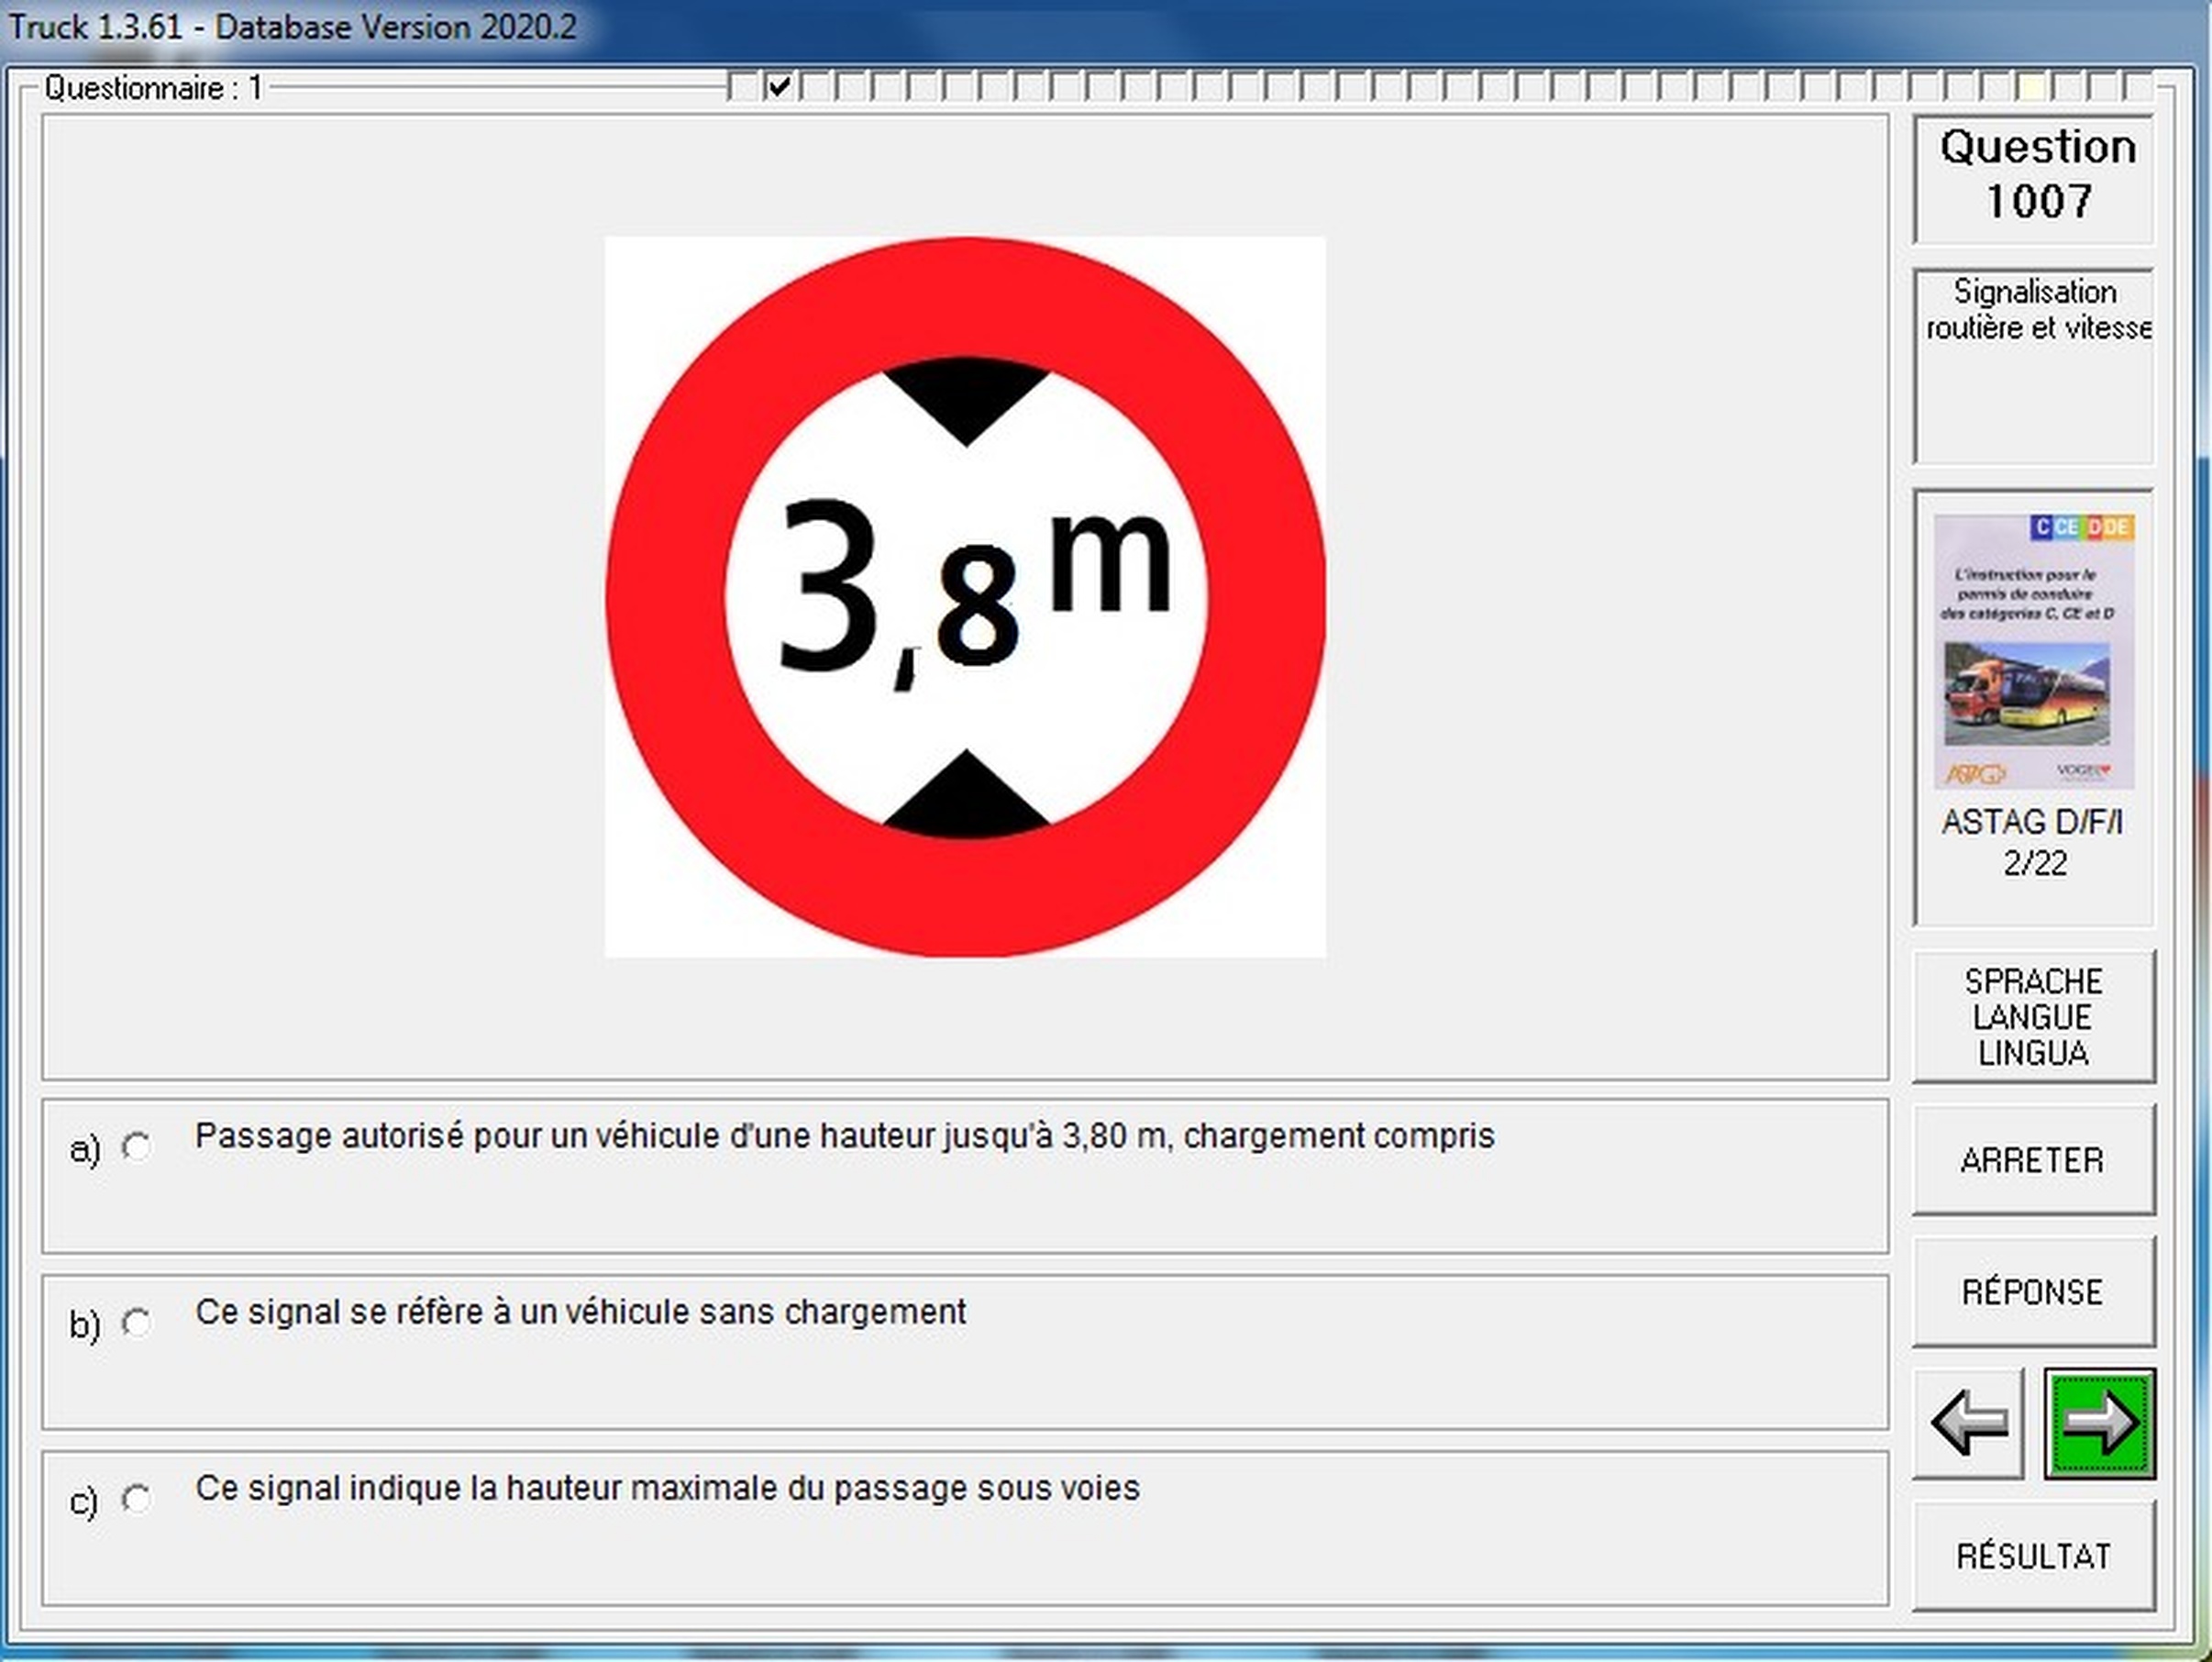 Truck 1.3.61 - Database Version 2020.2
Questionnaire : 1
Question
1007
Signalisation
routière et vitesse
3,8 m
C CE D DE
L'instruction pour le
permis de conduire
des catégories C, CE et D
ASTAG
VOGEL
ASTAG D/F/I
2/22
SPRACHE
LANGUE
LINGUA
a) Passage autorisé pour un véhicule d'une hauteur jusqu'à 3,80 m, chargement compris
ARRETER
b) Ce signal se réfère à un véhicule sans chargement
RÉPONSE
c) Ce signal indique la hauteur maximale du passage sous voies
RÉSULTAT